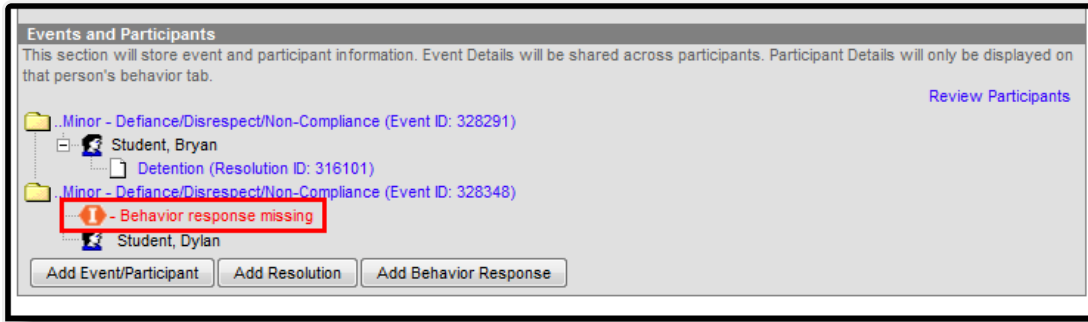 Events and Participants
This section will store event and participant information. Event Details will be shared across participants. Participant Details will only be displayed on
that person's behavior tab.
Review Participants
..Minor - Defiance/Disrespect/Non-Compliance (Event ID: 328291)
Student, Bryan
Detention (Resolution ID: 316101)
..Minor - Defiance/Disrespect/Non-Compliance (Event ID: 328348)
I - Behavior response missing
Student, Dylan
Add Event/Participant Add Resolution Add Behavior Response